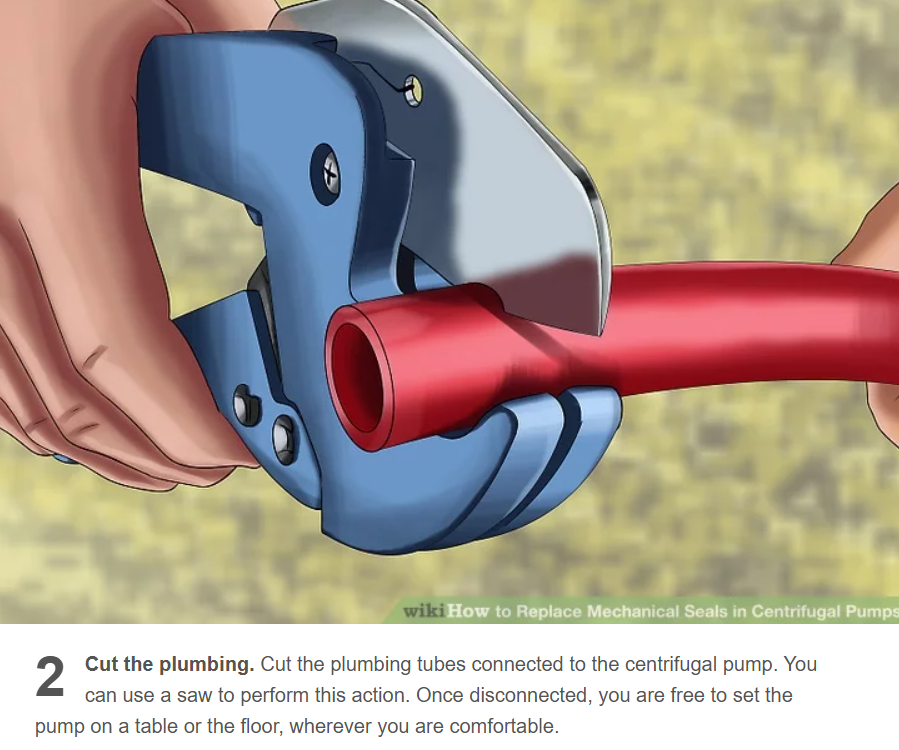 wikiHow to Replace Mechanical Seals in Centrifugal Pumps
2 Cut the plumbing. Cut the plumbing tubes connected to the centrifugal pump. You
can use a saw to perform this action. Once disconnected, you are free to set the
pump on a table or the floor, wherever you are comfortable.